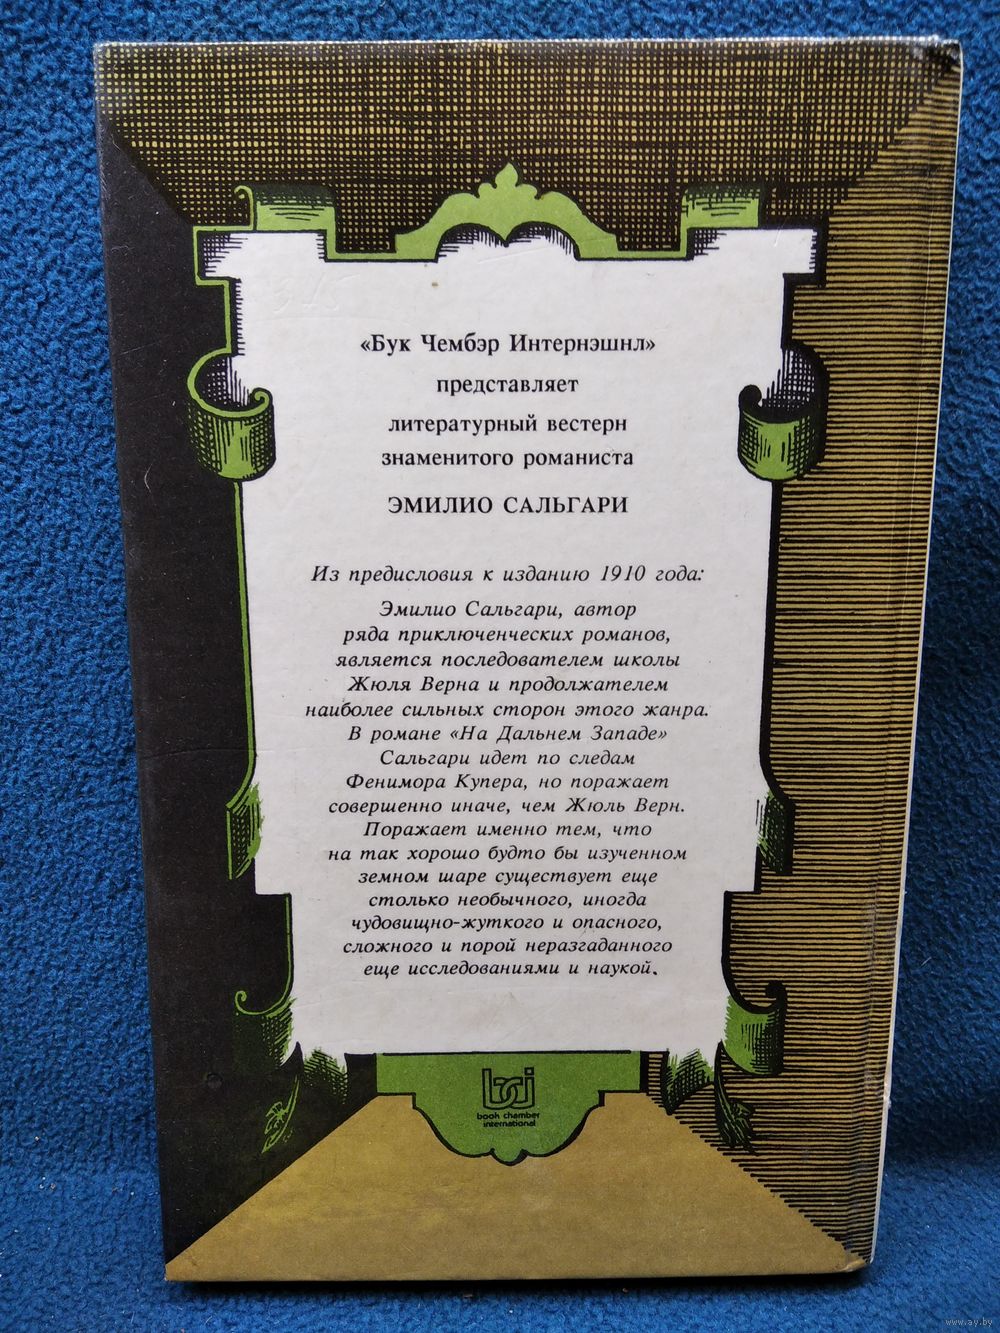 «Бук Чембэр Интернэшнл»
представляет
литературный вестерн
знаменитого романиста
ЭМИЛИО САЛЬГАРИ
Из предисловия к изданию 1910 года:
Эмилио Сальгари, автор
ряда приключенческих романов,
является последователем школы
Жюля Верна и продолжателем
наиболее сильных сторон этого жанра.
В романе «На Дальнем Западе»
Сальгари идет по следам
Фенимора Купера, но поражает
совершенно иначе, чем Жюль Верн.
Поражает именно тем, что
на так хорошо будто бы изученном
земном шаре существует еще
столько необычного, иногда
чудовищно-жуткого и опасного,
сложного и порой неразгаданного
еще исследованиями и наукой.
bci
book chamber
international
www.ay.by